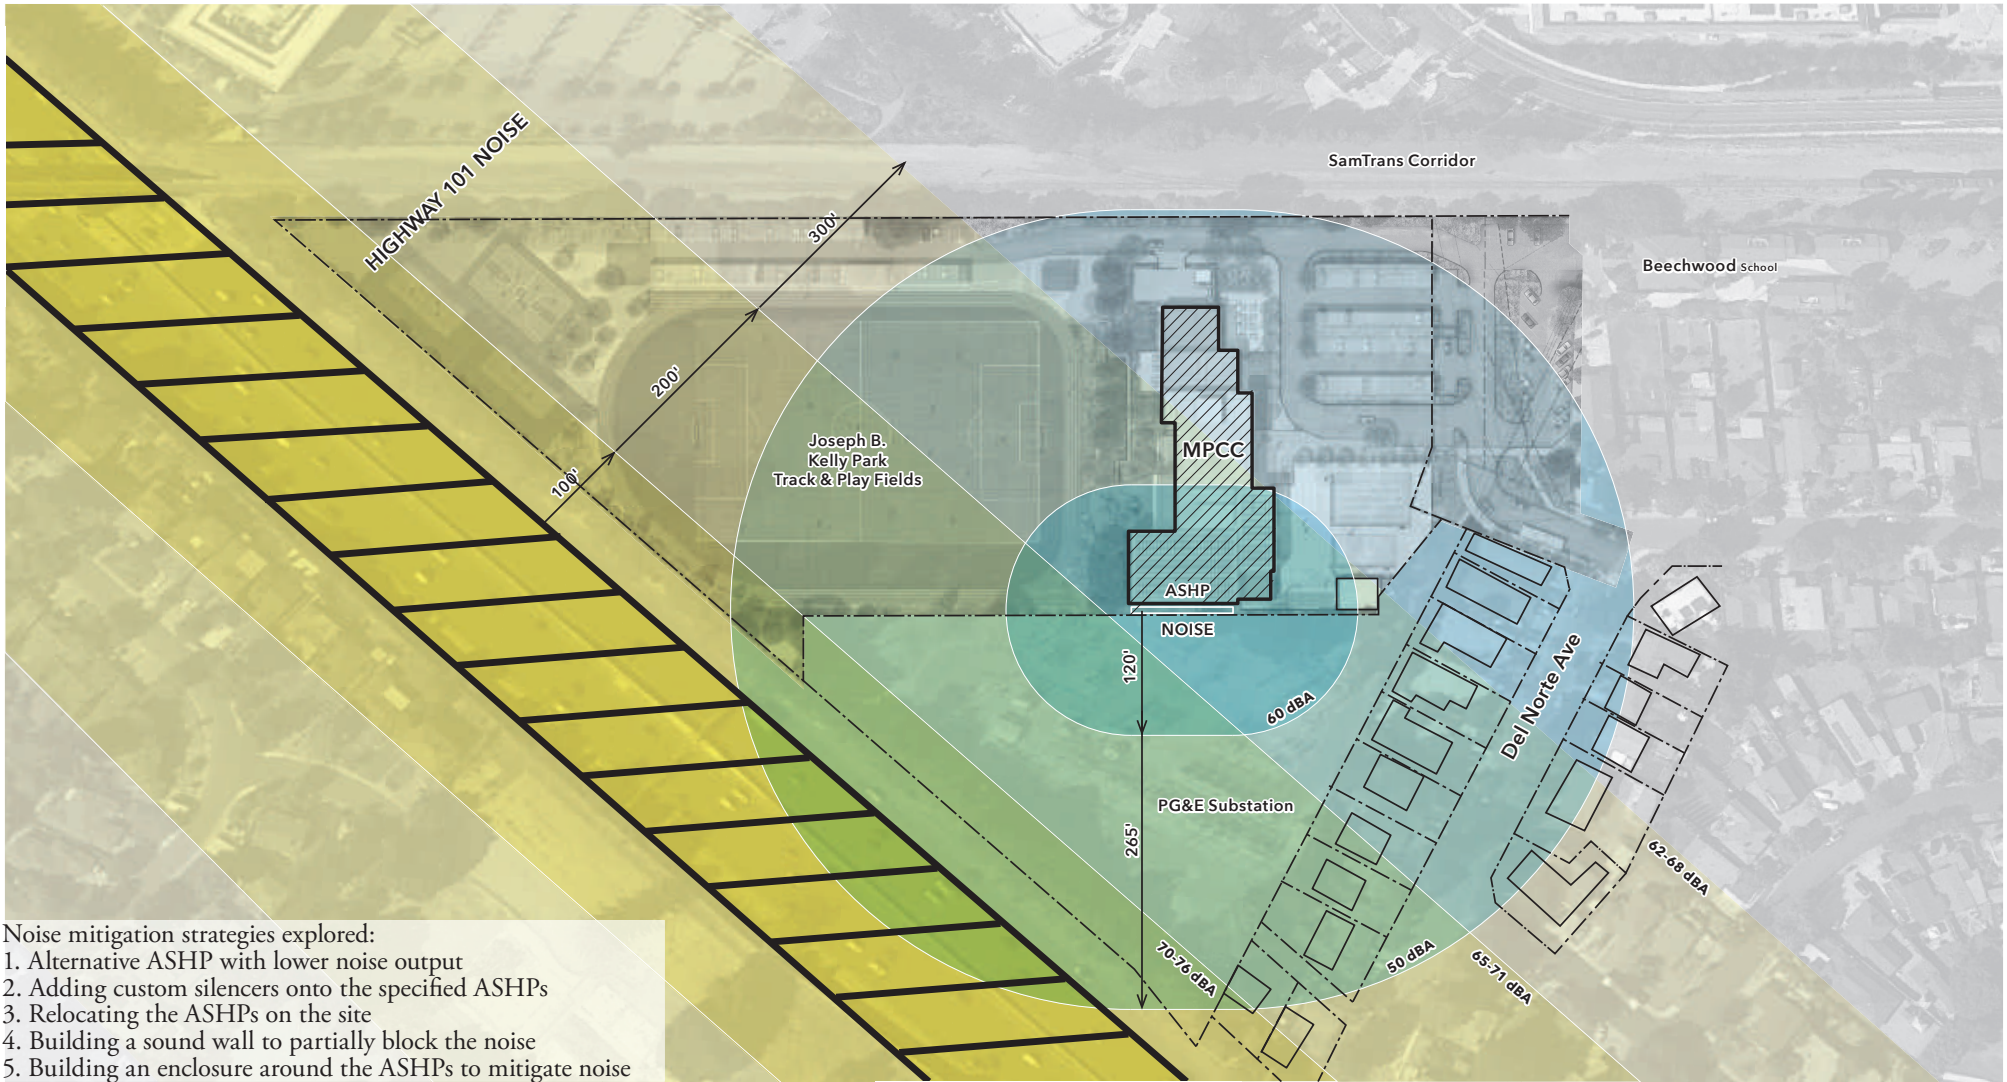 HIGHWAY 101 NOISE
SamTrans Corridor
300'
Beechwood School
200'
Joseph B.
Kelly Park
Track & Play Fields
MPCC
100'
ASHP
NOISE
120'
60 dBA
Del Norte Ave
PG&E Substation
265'
62-68 dBA
70-76 dBA
50 dBA
65-71 dBA
Noise mitigation strategies explored:
1. Alternative ASHP with lower noise output
2. Adding custom silencers onto the specified ASHPs
3. Relocating the ASHPs on the site
4. Building a sound wall to partially block the noise
5. Building an enclosure around the ASHPs to mitigate noise